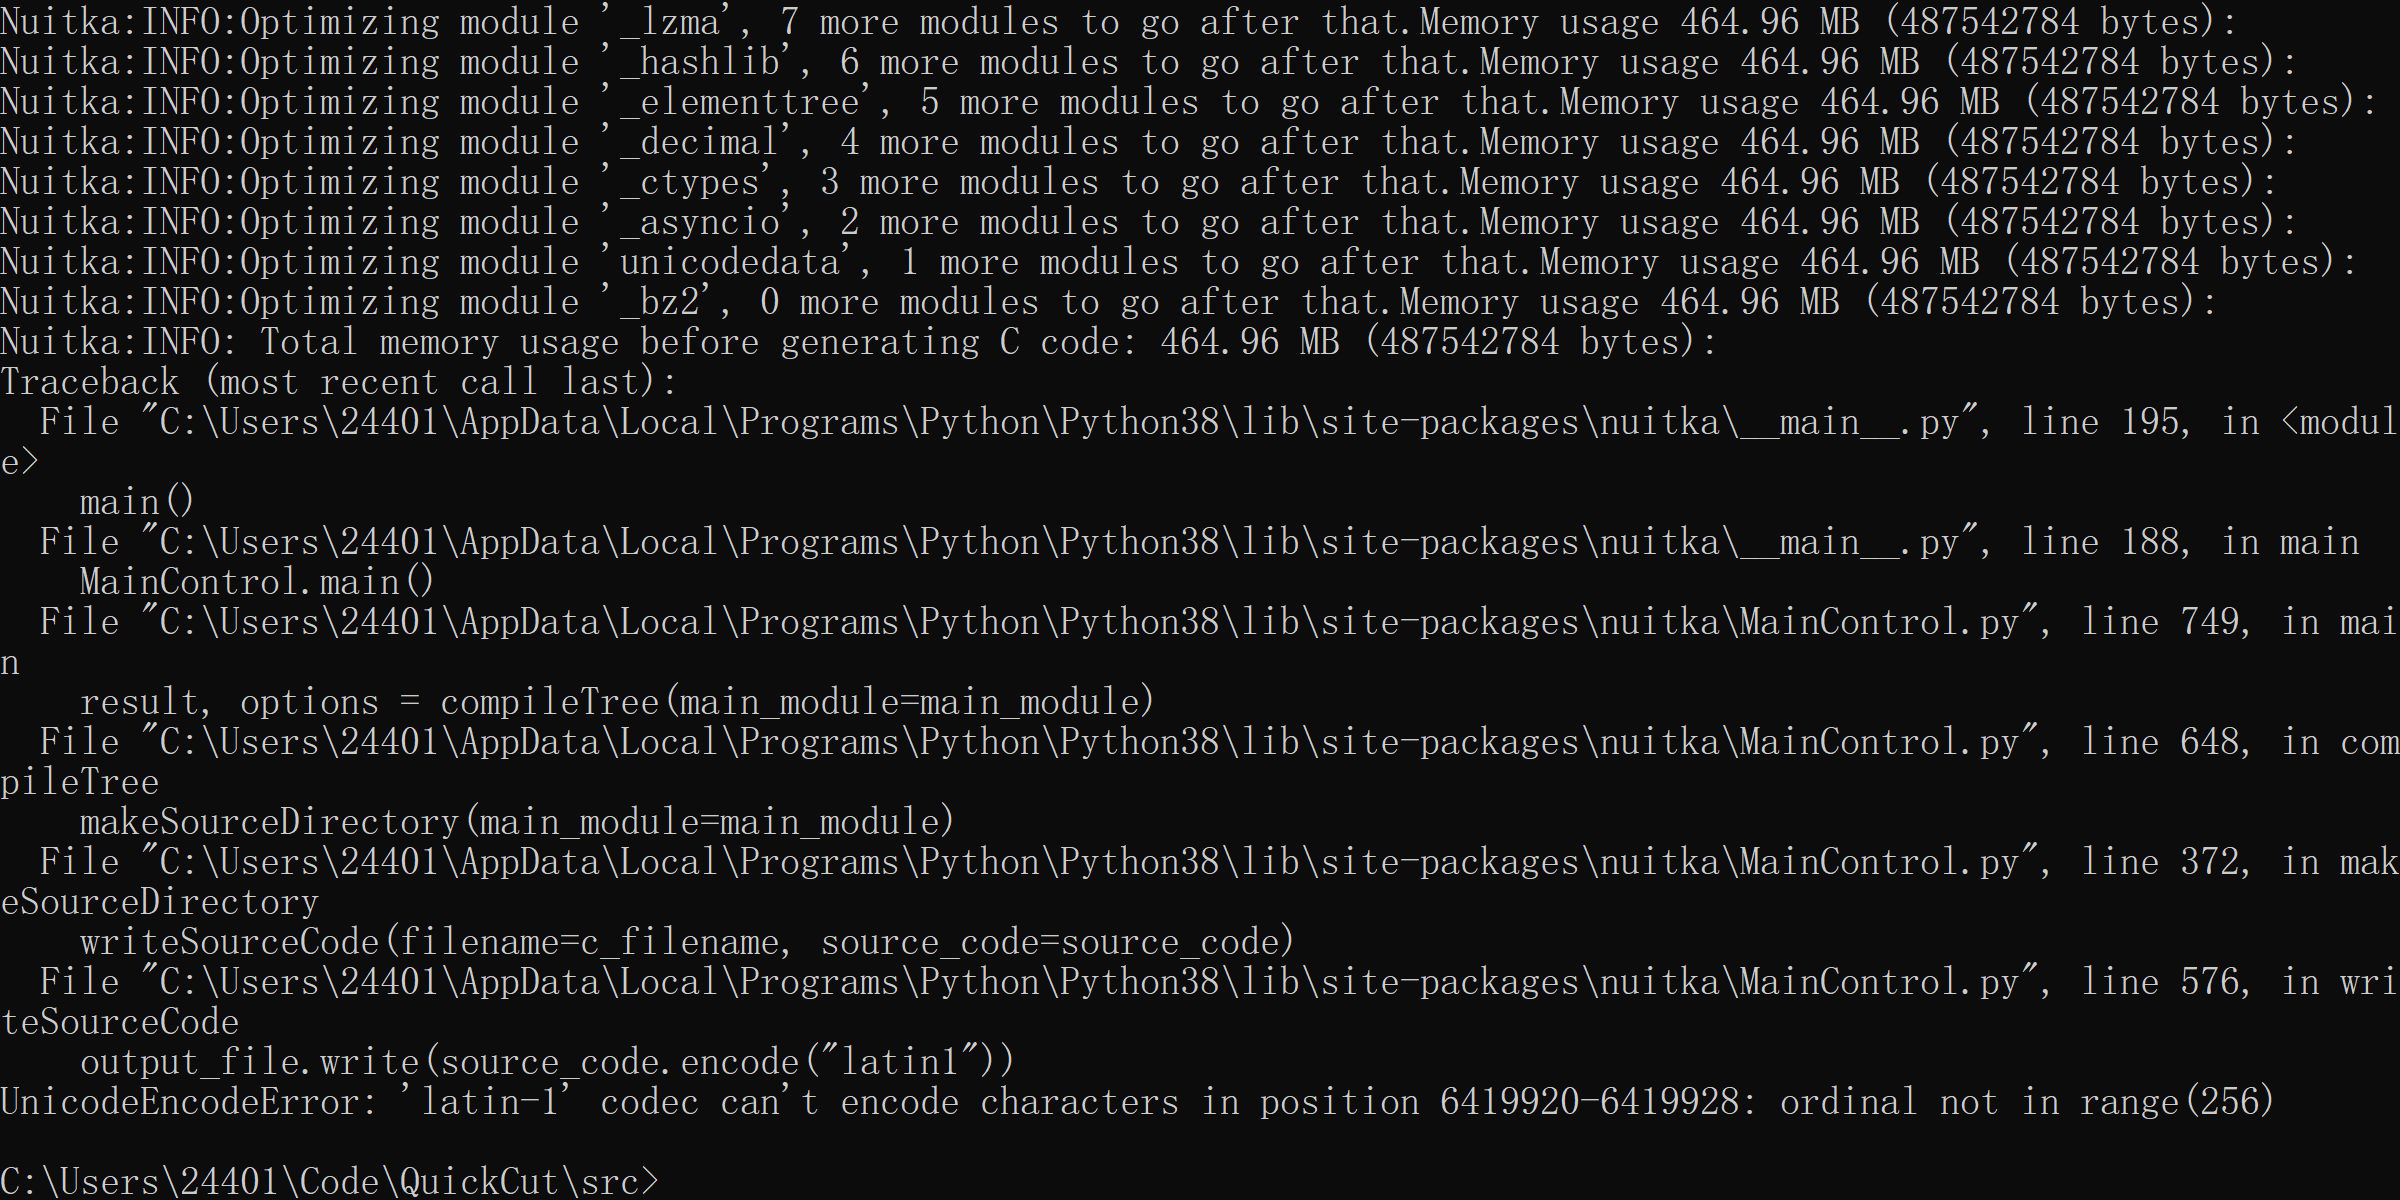 Nuitka:INFO:Optimizing module '_lzma', 7 more modules to go after that.Memory usage 464.96 MB (487542784 bytes):
Nuitka:INFO:Optimizing module '_hashlib', 6 more modules to go after that.Memory usage 464.96 MB (487542784 bytes):
Nuitka:INFO:Optimizing module '_elementtree', 5 more modules to go after that.Memory usage 464.96 MB (487542784 bytes):
Nuitka:INFO:Optimizing module '_decimal', 4 more modules to go after that.Memory usage 464.96 MB (487542784 bytes):
Nuitka:INFO:Optimizing module '_ctypes', 3 more modules to go after that.Memory usage 464.96 MB (487542784 bytes):
Nuitka:INFO:Optimizing module '_asyncio', 2 more modules to go after that.Memory usage 464.96 MB (487542784 bytes):
Nuitka:INFO:Optimizing module 'unicodedata', 1 more modules to go after that.Memory usage 464.96 MB (487542784 bytes):
Nuitka:INFO:Optimizing module '_bz2', 0 more modules to go after that.Memory usage 464.96 MB (487542784 bytes):
Nuitka:INFO: Total memory usage before generating C code: 464.96 MB (487542784 bytes):
Traceback (most recent call last):
  File "C:\Users\24401\AppData\Local\Programs\Python\Python38\lib\site-packages\nuitka\__main__.py", line 195, in <modul
e>
    main()
  File "C:\Users\24401\AppData\Local\Programs\Python\Python38\lib\site-packages\nuitka\__main__.py", line 188, in main
    MainControl.main()
  File "C:\Users\24401\AppData\Local\Programs\Python\Python38\lib\site-packages\nuitka\MainControl.py", line 749, in mai
n
    result, options = compileTree(main_module=main_module)
  File "C:\Users\24401\AppData\Local\Programs\Python\Python38\lib\site-packages\nuitka\MainControl.py", line 648, in com
pileTree
    makeSourceDirectory(main_module=main_module)
  File "C:\Users\24401\AppData\Local\Programs\Python\Python38\lib\site-packages\nuitka\MainControl.py", line 372, in mak
eSourceDirectory
    writeSourceCode(filename=c_filename, source_code=source_code)
  File "C:\Users\24401\AppData\Local\Programs\Python\Python38\lib\site-packages\nuitka\MainControl.py", line 576, in wri
teSourceCode
    output_file.write(source_code.encode("latin1"))
UnicodeEncodeError: 'latin-1' codec can't encode characters in position 6419920-6419928: ordinal not in range(256)

C:\Users\24401\Code\QuickCut\src>